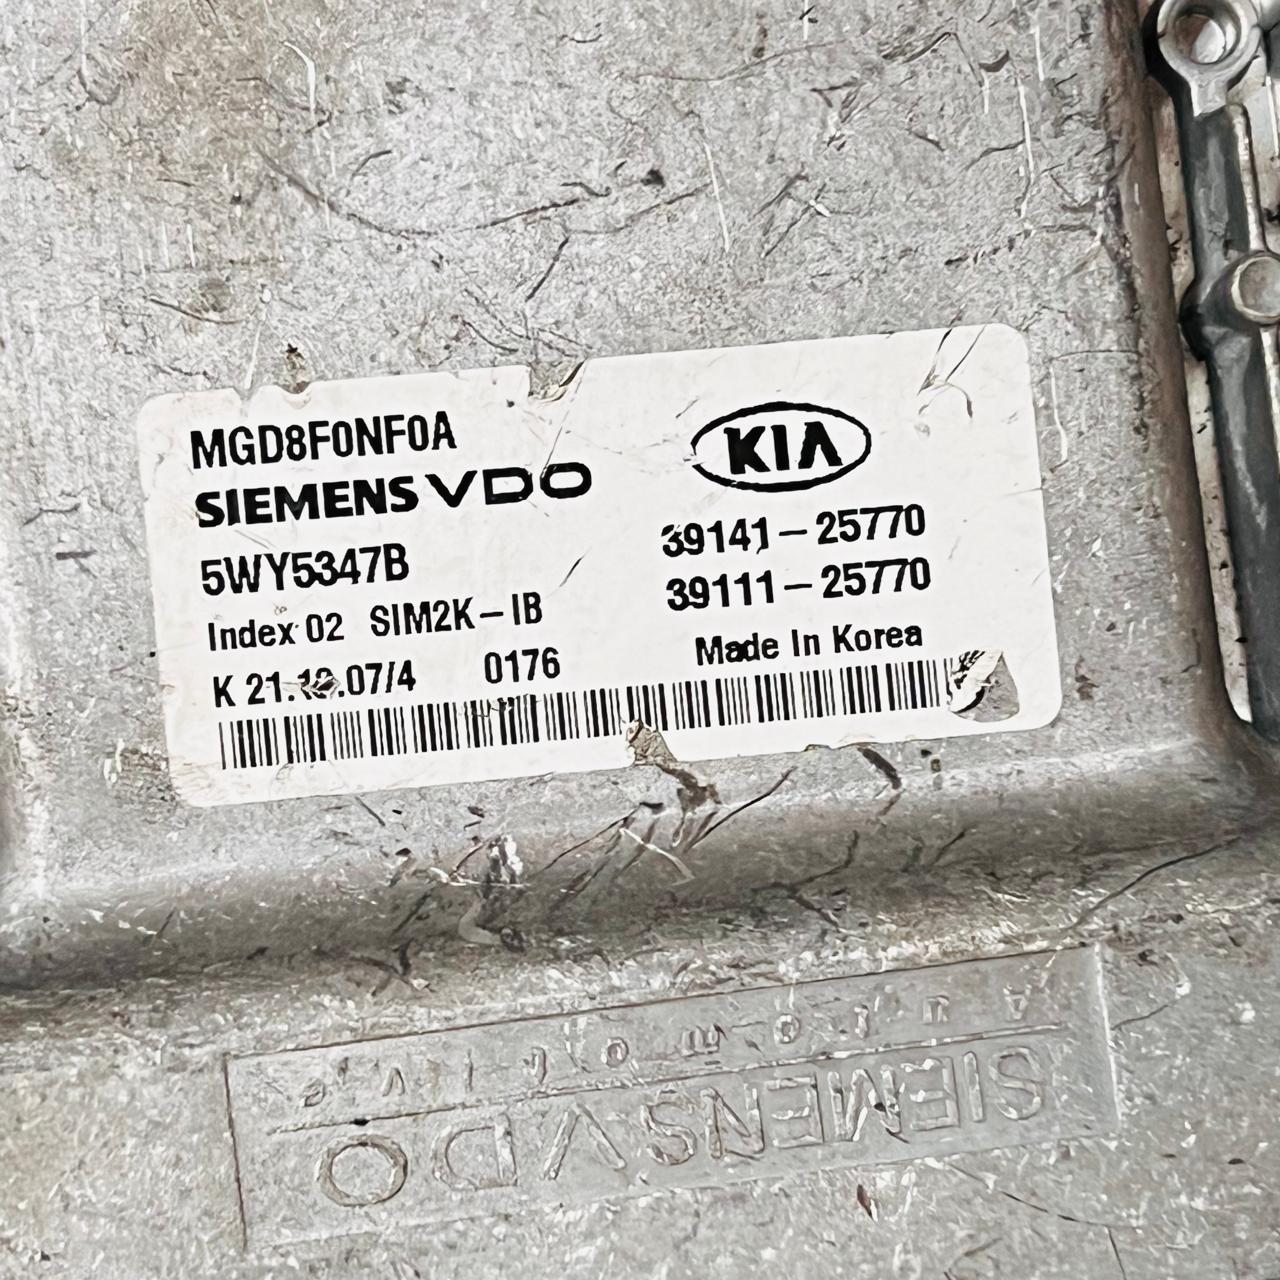 MGD8F0NF0A
SIEMENS VDO
5WY5347B
Index 02 SIM2K-IB
K 0176
KIA
39141-25770
39111-25770
Made In Korea
SIEMENS VDO
Automotive